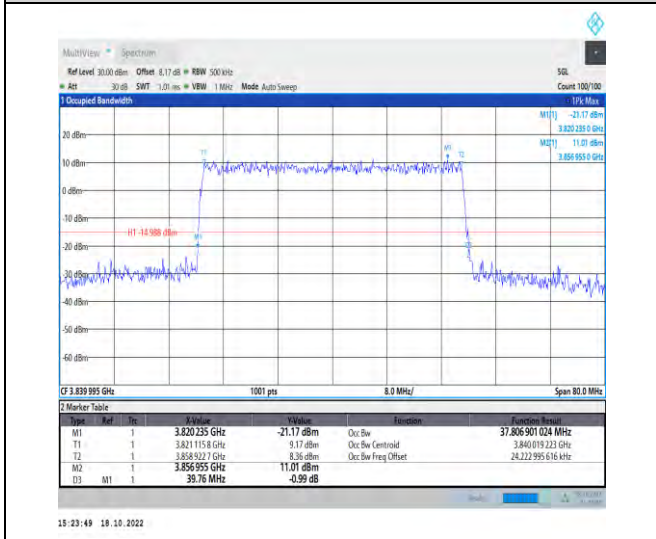 MultiView Spectrum
Ref Level 30.00 dBm Offset 8.17 dB RBW 500 kHz SGL
Att 30 dB SWT 1.01 ms VBW 1 MHz Mode Auto Sweep Count 100/100
1 Occupied Bandwidth 1Pk Max
M1[1] -21.17 dBm
3.820 235 0 GHz
M2[1] 11.01 dBm
3.856 955 0 GHz
20 dBm
T1 M2 T2
10 dBm
0 dBm
-10 dBm
H1 -14.988 dBm
M1
-20 dBm
-30 dBm
-40 dBm
-50 dBm
-60 dBm
CF 3.839 995 GHz 1001 pts 8.0 MHz/ Span 80.0 MHz
2 Marker Table
Type Ref Trc X-Value Y-Value Function Function Result
M1 1 3.820 235 GHz -21.17 dBm Occ Bw 37.806 901 024 MHz
T1 1 3.821 115 8 GHz 9.17 dBm Occ Bw Centroid 3.840 019 223 GHz
T2 1 3.858 922 7 GHz 8.36 dBm Occ Bw Freq Offset 24.222 995 616 kHz
M2 1 3.856 955 GHz 11.01 dBm
D3 M1 1 39.76 MHz -0.99 dB
15:23:49 18.10.2022